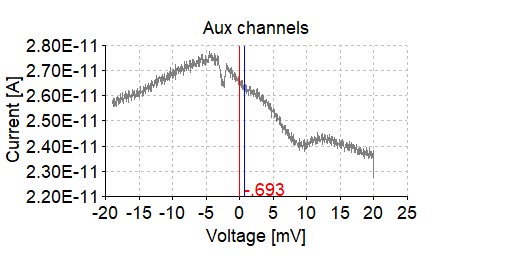 Aux channels
2.80E-11
2.70E-11
2.60E-11
2.50E-11
2.40E-11
2.30E-11
2.20E-11
Current [A]
-.693
-20 -15 -10 -5 0 5 10 15 20 25
Voltage [mV]